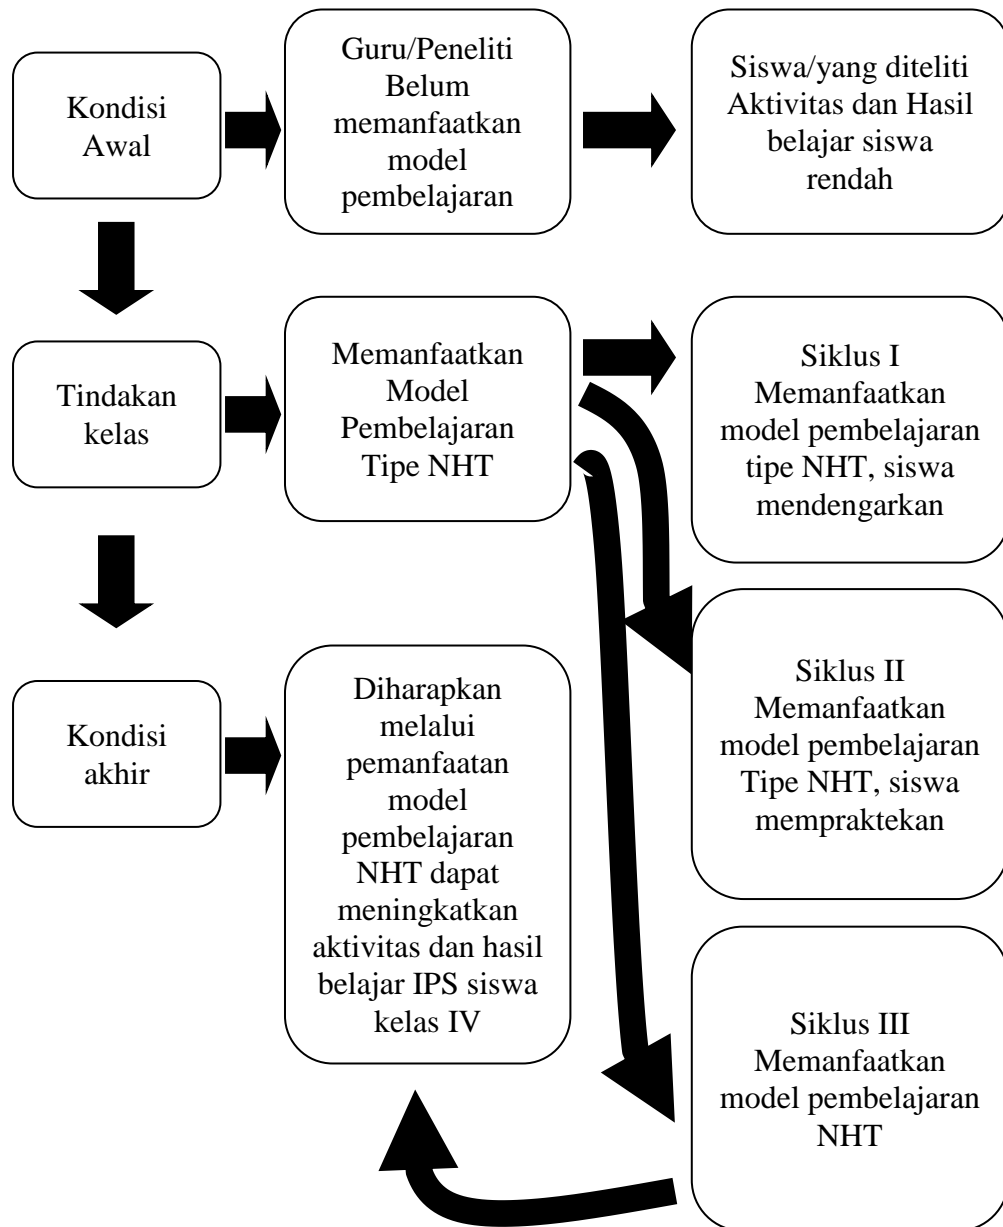 Kondisi
Awal
Guru/Peneliti
Belum
memanfaatkan
model
pembelajaran
Siswa/yang diteliti
Aktivitas dan Hasil
belajar siswa
rendah
Tindakan
kelas
Memanfaatkan
Model
Pembelajaran
Tipe NHT
Siklus I
Memanfaatkan
model pembelajaran
tipe NHT, siswa
mendengarkan
Siklus II
Memanfaatkan
model pembelajaran
Tipe NHT, siswa
mempraktekan
Kondisi
akhir
Diharapkan
melalui
pemanfaatan
model
pembelajaran
NHT dapat
meningkatkan
aktivitas dan hasil
belajar IPS siswa
kelas IV
Siklus III
Memanfaatkan
model pembelajaran
NHT